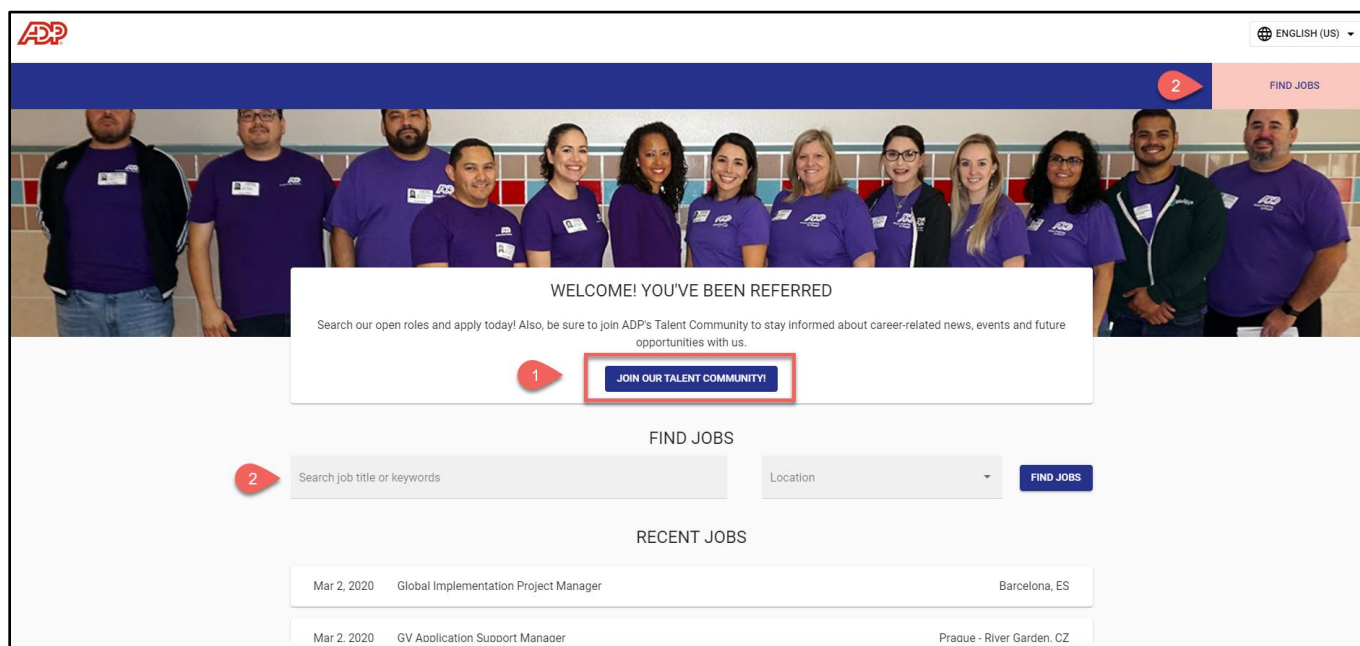 ADP
ENGLISH (US)
2
FIND JOBS
WELCOME! YOU'VE BEEN REFERRED
Search our open roles and apply today! Also, be sure to join ADP's Talent Community to stay informed about career-related news, events and future
opportunities with us.
1
JOIN OUR TALENT COMMUNITY!
FIND JOBS
2
Search job title or keywords
Location
FIND JOBS
RECENT JOBS
Mar 2, 2020 Global Implementation Project Manager Barcelona, ES
Mar 2, 2020 GV Application Support Manager Prague - River Garden, CZ